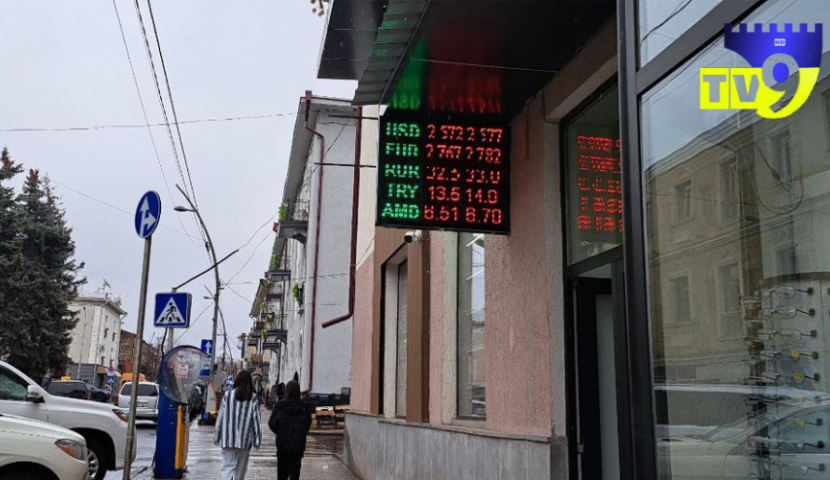 TV9
USD 2.572 2.577
EUR 2.767 2.782
RUR 32.5 33.0
TRY 13.5 14.0
AMD 6.51 6.70